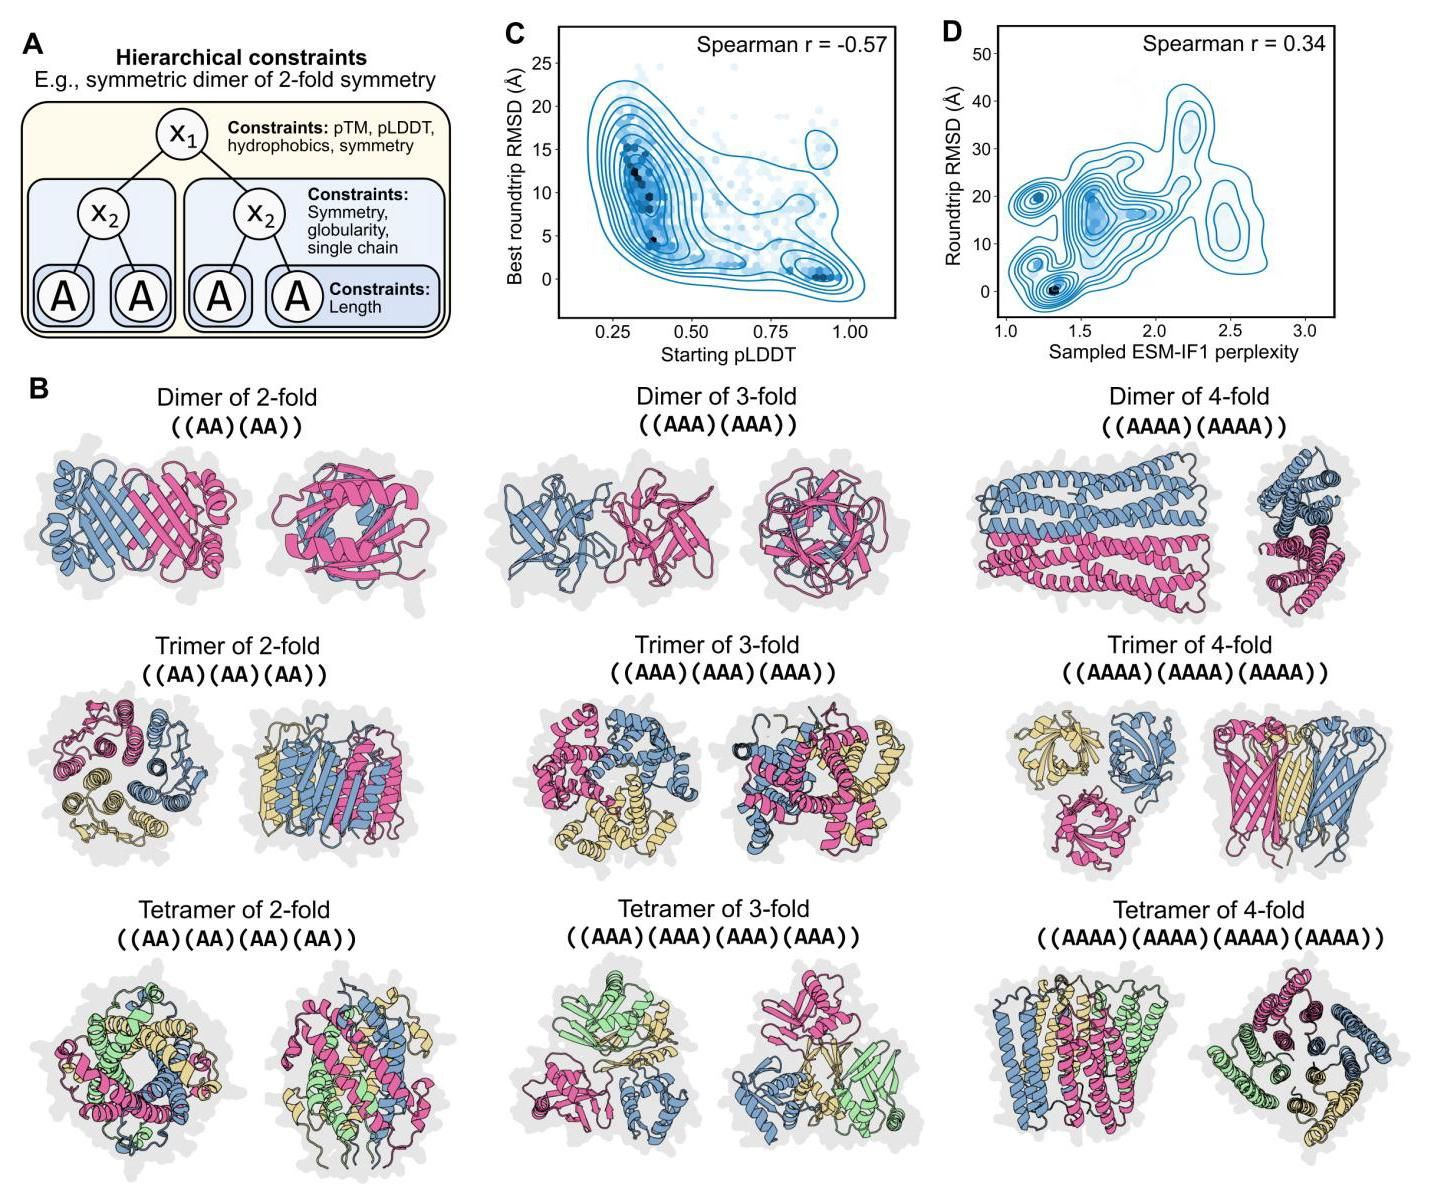 A
Hierarchical constraints
E.g., symmetric dimer of 2-fold symmetry
x1
Constraints: pTM, pLDDT,
hydrophobics, symmetry
x2
x2
Constraints:
Symmetry,
globularity,
single chain
A
A
A
A
Constraints:
Length
C
Spearman r = -0.57
Best roundtrip RMSD (Å)
25
20
15
10
5
0
0.25
0.50
0.75
1.00
Starting pLDDT
D
Spearman r = 0.34
Roundtrip RMSD (Å)
50
40
30
20
10
0
1.0
1.5
2.0
2.5
3.0
Sampled ESM-IF1 perplexity
B
Dimer of 2-fold
((AA)(AA))
Dimer of 3-fold
((AAA)(AAA))
Dimer of 4-fold
((AAAA)(AAAA))
Trimer of 2-fold
((AA)(AA)(AA))
Trimer of 3-fold
((AAA)(AAA)(AAA))
Trimer of 4-fold
((AAAA)(AAAA)(AAAA))
Tetramer of 2-fold
((AA)(AA)(AA)(AA))
Tetramer of 3-fold
((AAA)(AAA)(AAA)(AAA))
Tetramer of 4-fold
((AAAA)(AAAA)(AAAA)(AAAA))